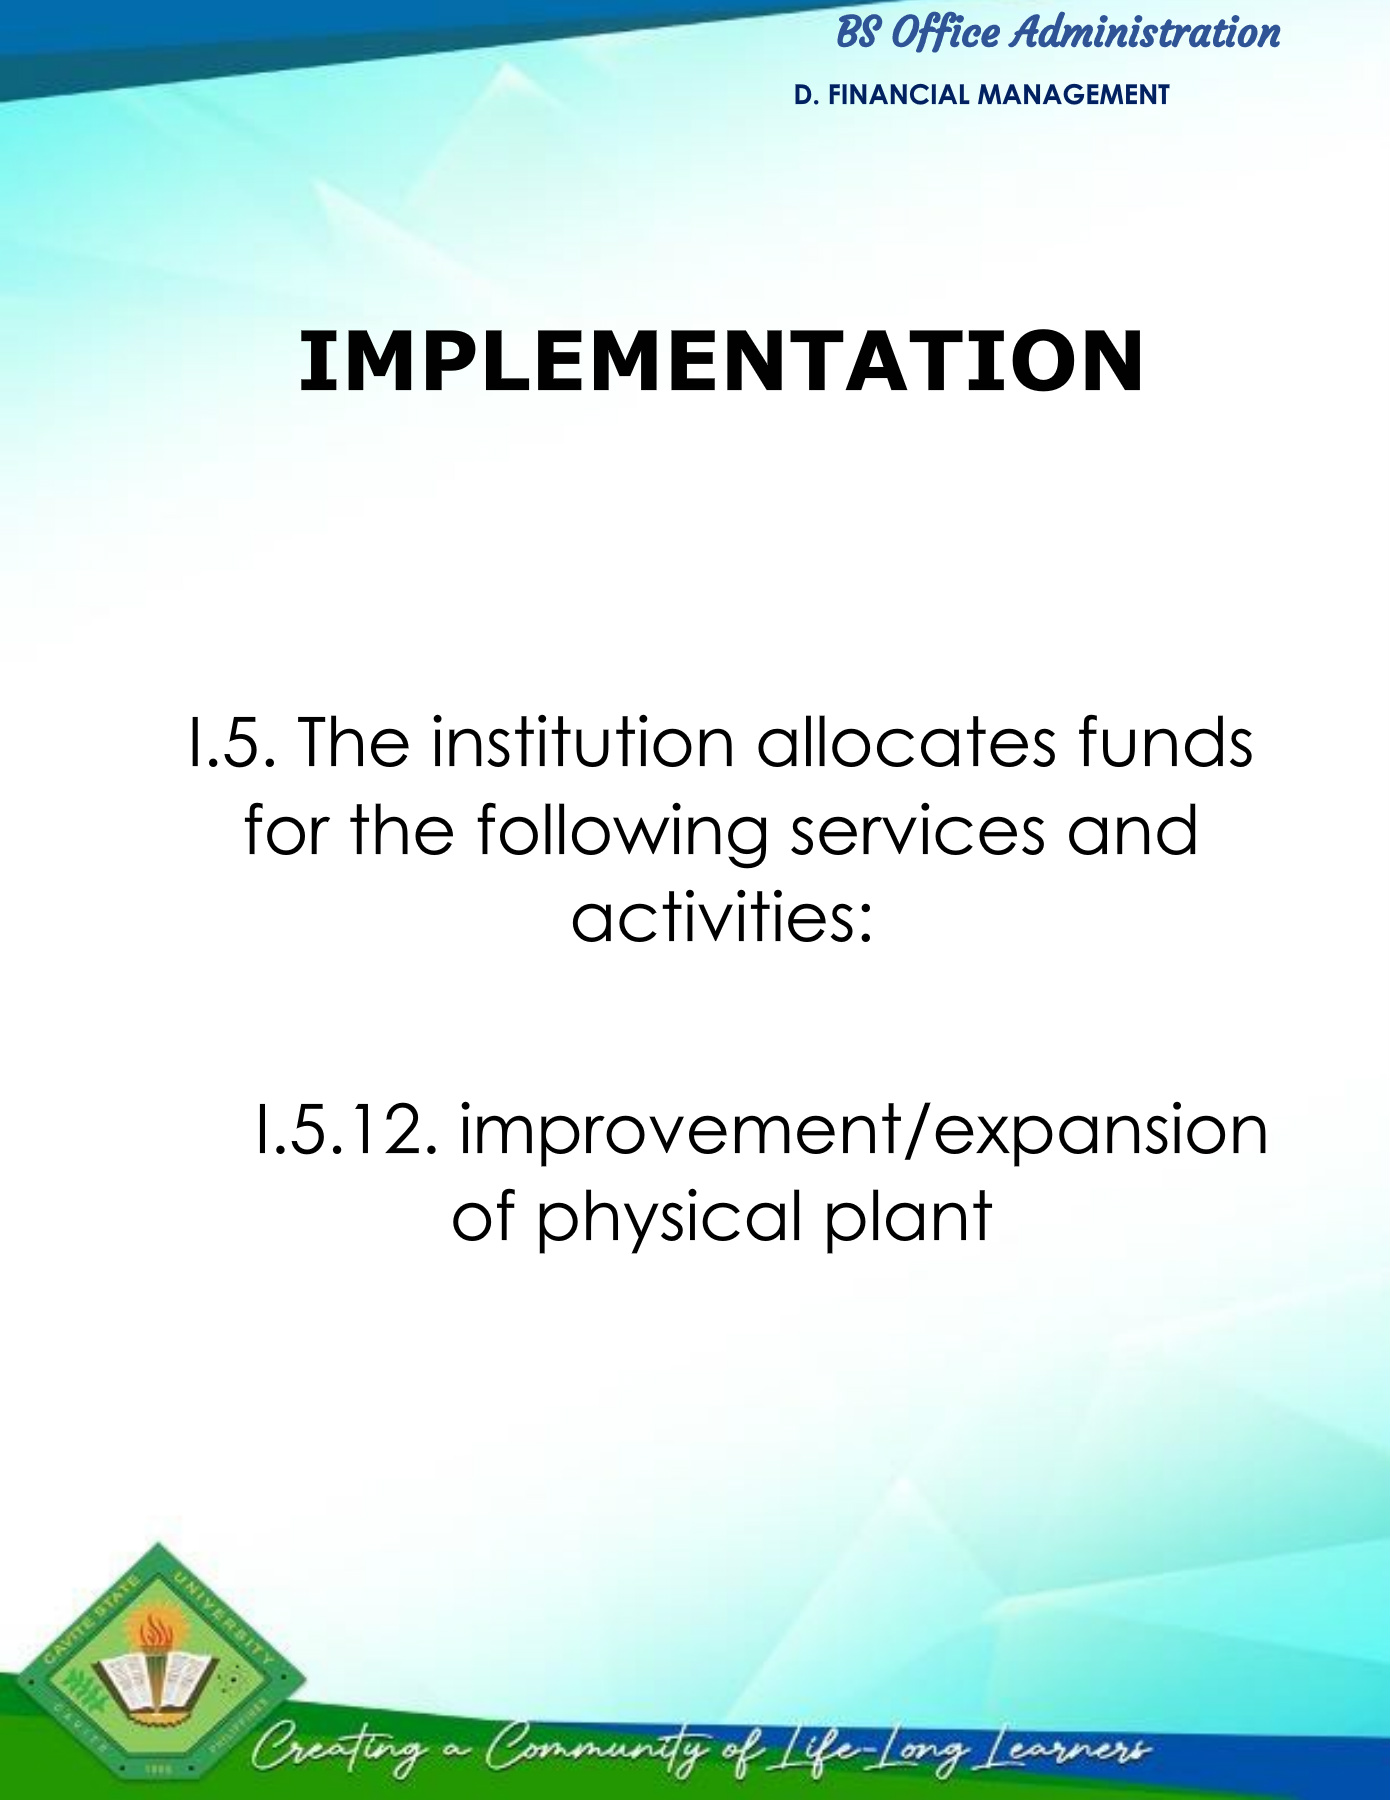 BS Office Administration
D. FINANCIAL MANAGEMENT
IMPLEMENTATION
I.5. The institution allocates funds
for the following services and
activities:
I.5.12. improvement/expansion
of physical plant
CAVITE STATE UNIVERSITY
CAVITE
PHILIPPINES
1906
Creating a Community of Life-Long Learners